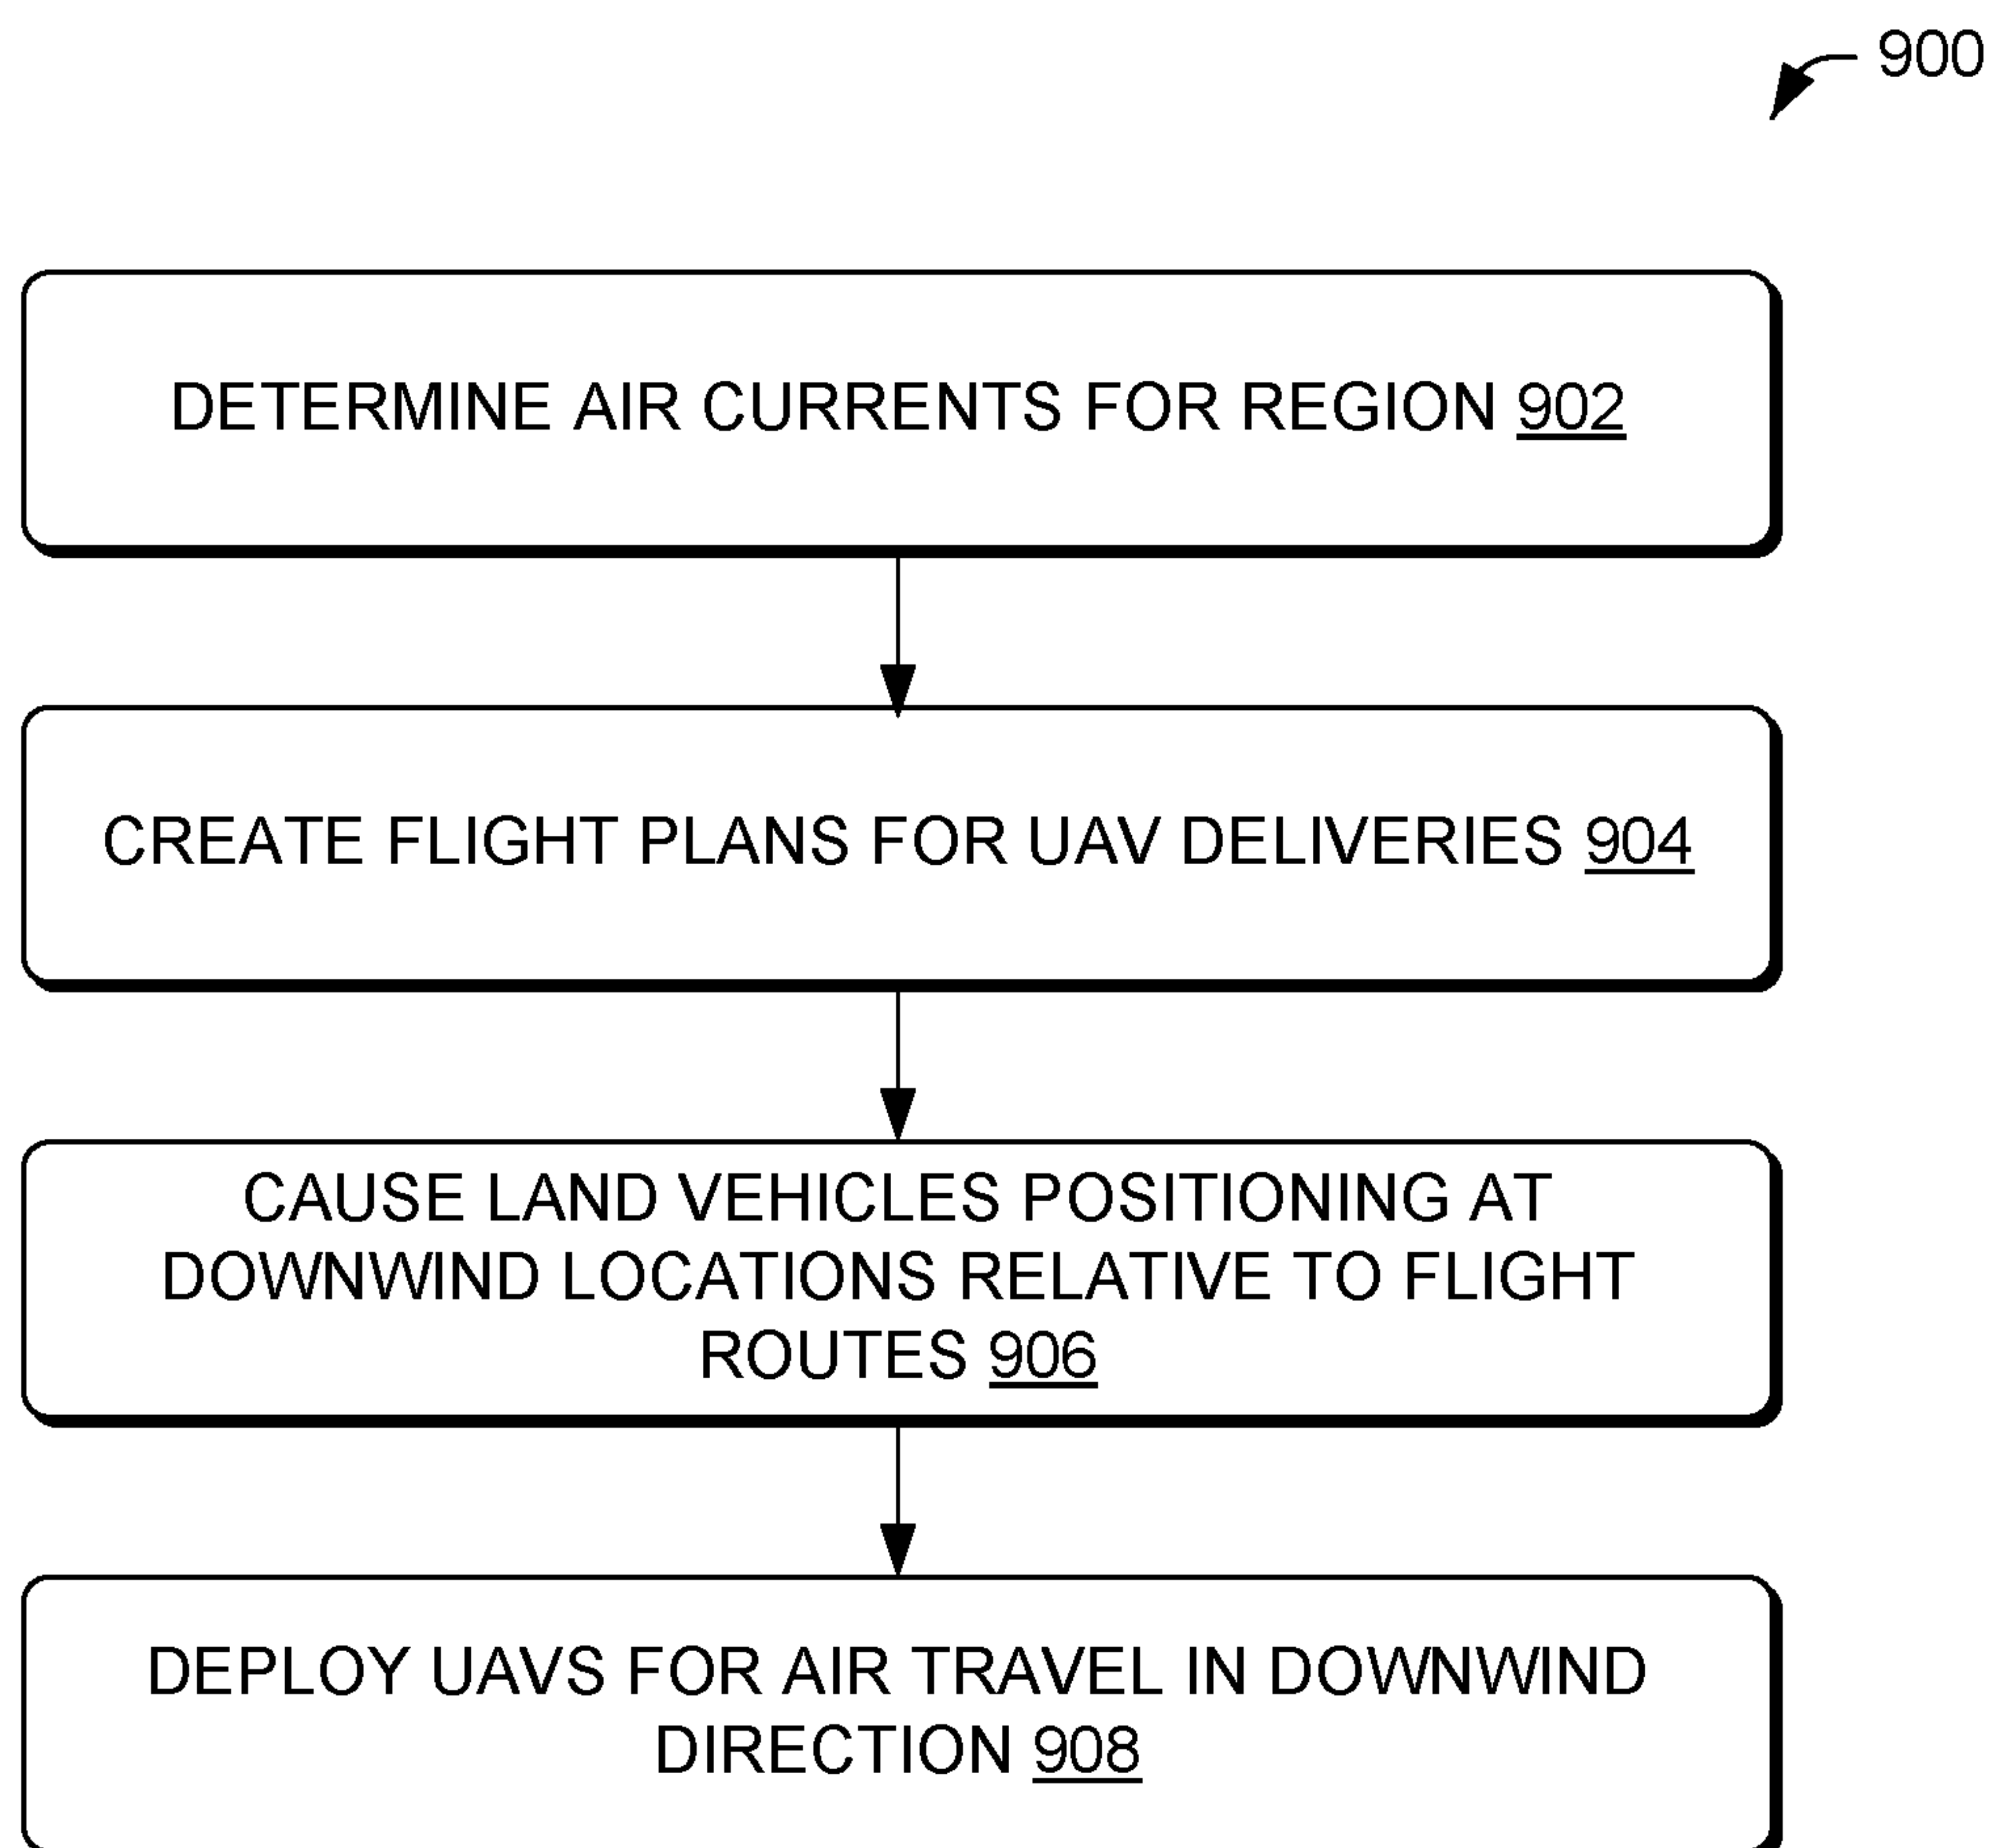 900
DETERMINE AIR CURRENTS FOR REGION 902
CREATE FLIGHT PLANS FOR UAV DELIVERIES 904
CAUSE LAND VEHICLES POSITIONING AT
DOWNWIND LOCATIONS RELATIVE TO FLIGHT
ROUTES 906
DEPLOY UAVS FOR AIR TRAVEL IN DOWNWIND
DIRECTION 908